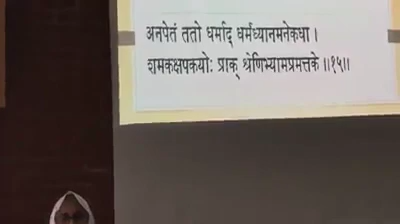 अनपेतं ततो धर्माद् धर्मध्यानमनेकधा ।
शमकक्षपकयोः प्राक् श्रेणिभ्यामप्रमत्तके ॥१५॥